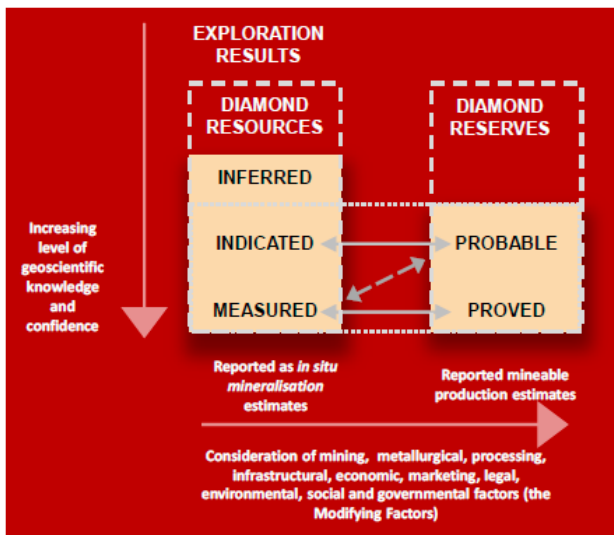 EXPLORATION
RESULTS
DIAMOND
RESOURCES
DIAMOND
RESERVES
INFERRED
INDICATED
PROBABLE
MEASURED
PROVED
Increasing
level of
geoscientific
knowledge
and
confidence
Reported as in situ
mineralisation
estimates
Reported mineable
production estimates
Consideration of mining, metallurgical, processing,
infrastructural, economic, marketing, legal,
environmental, social and governmental factors (the
Modifying Factors)